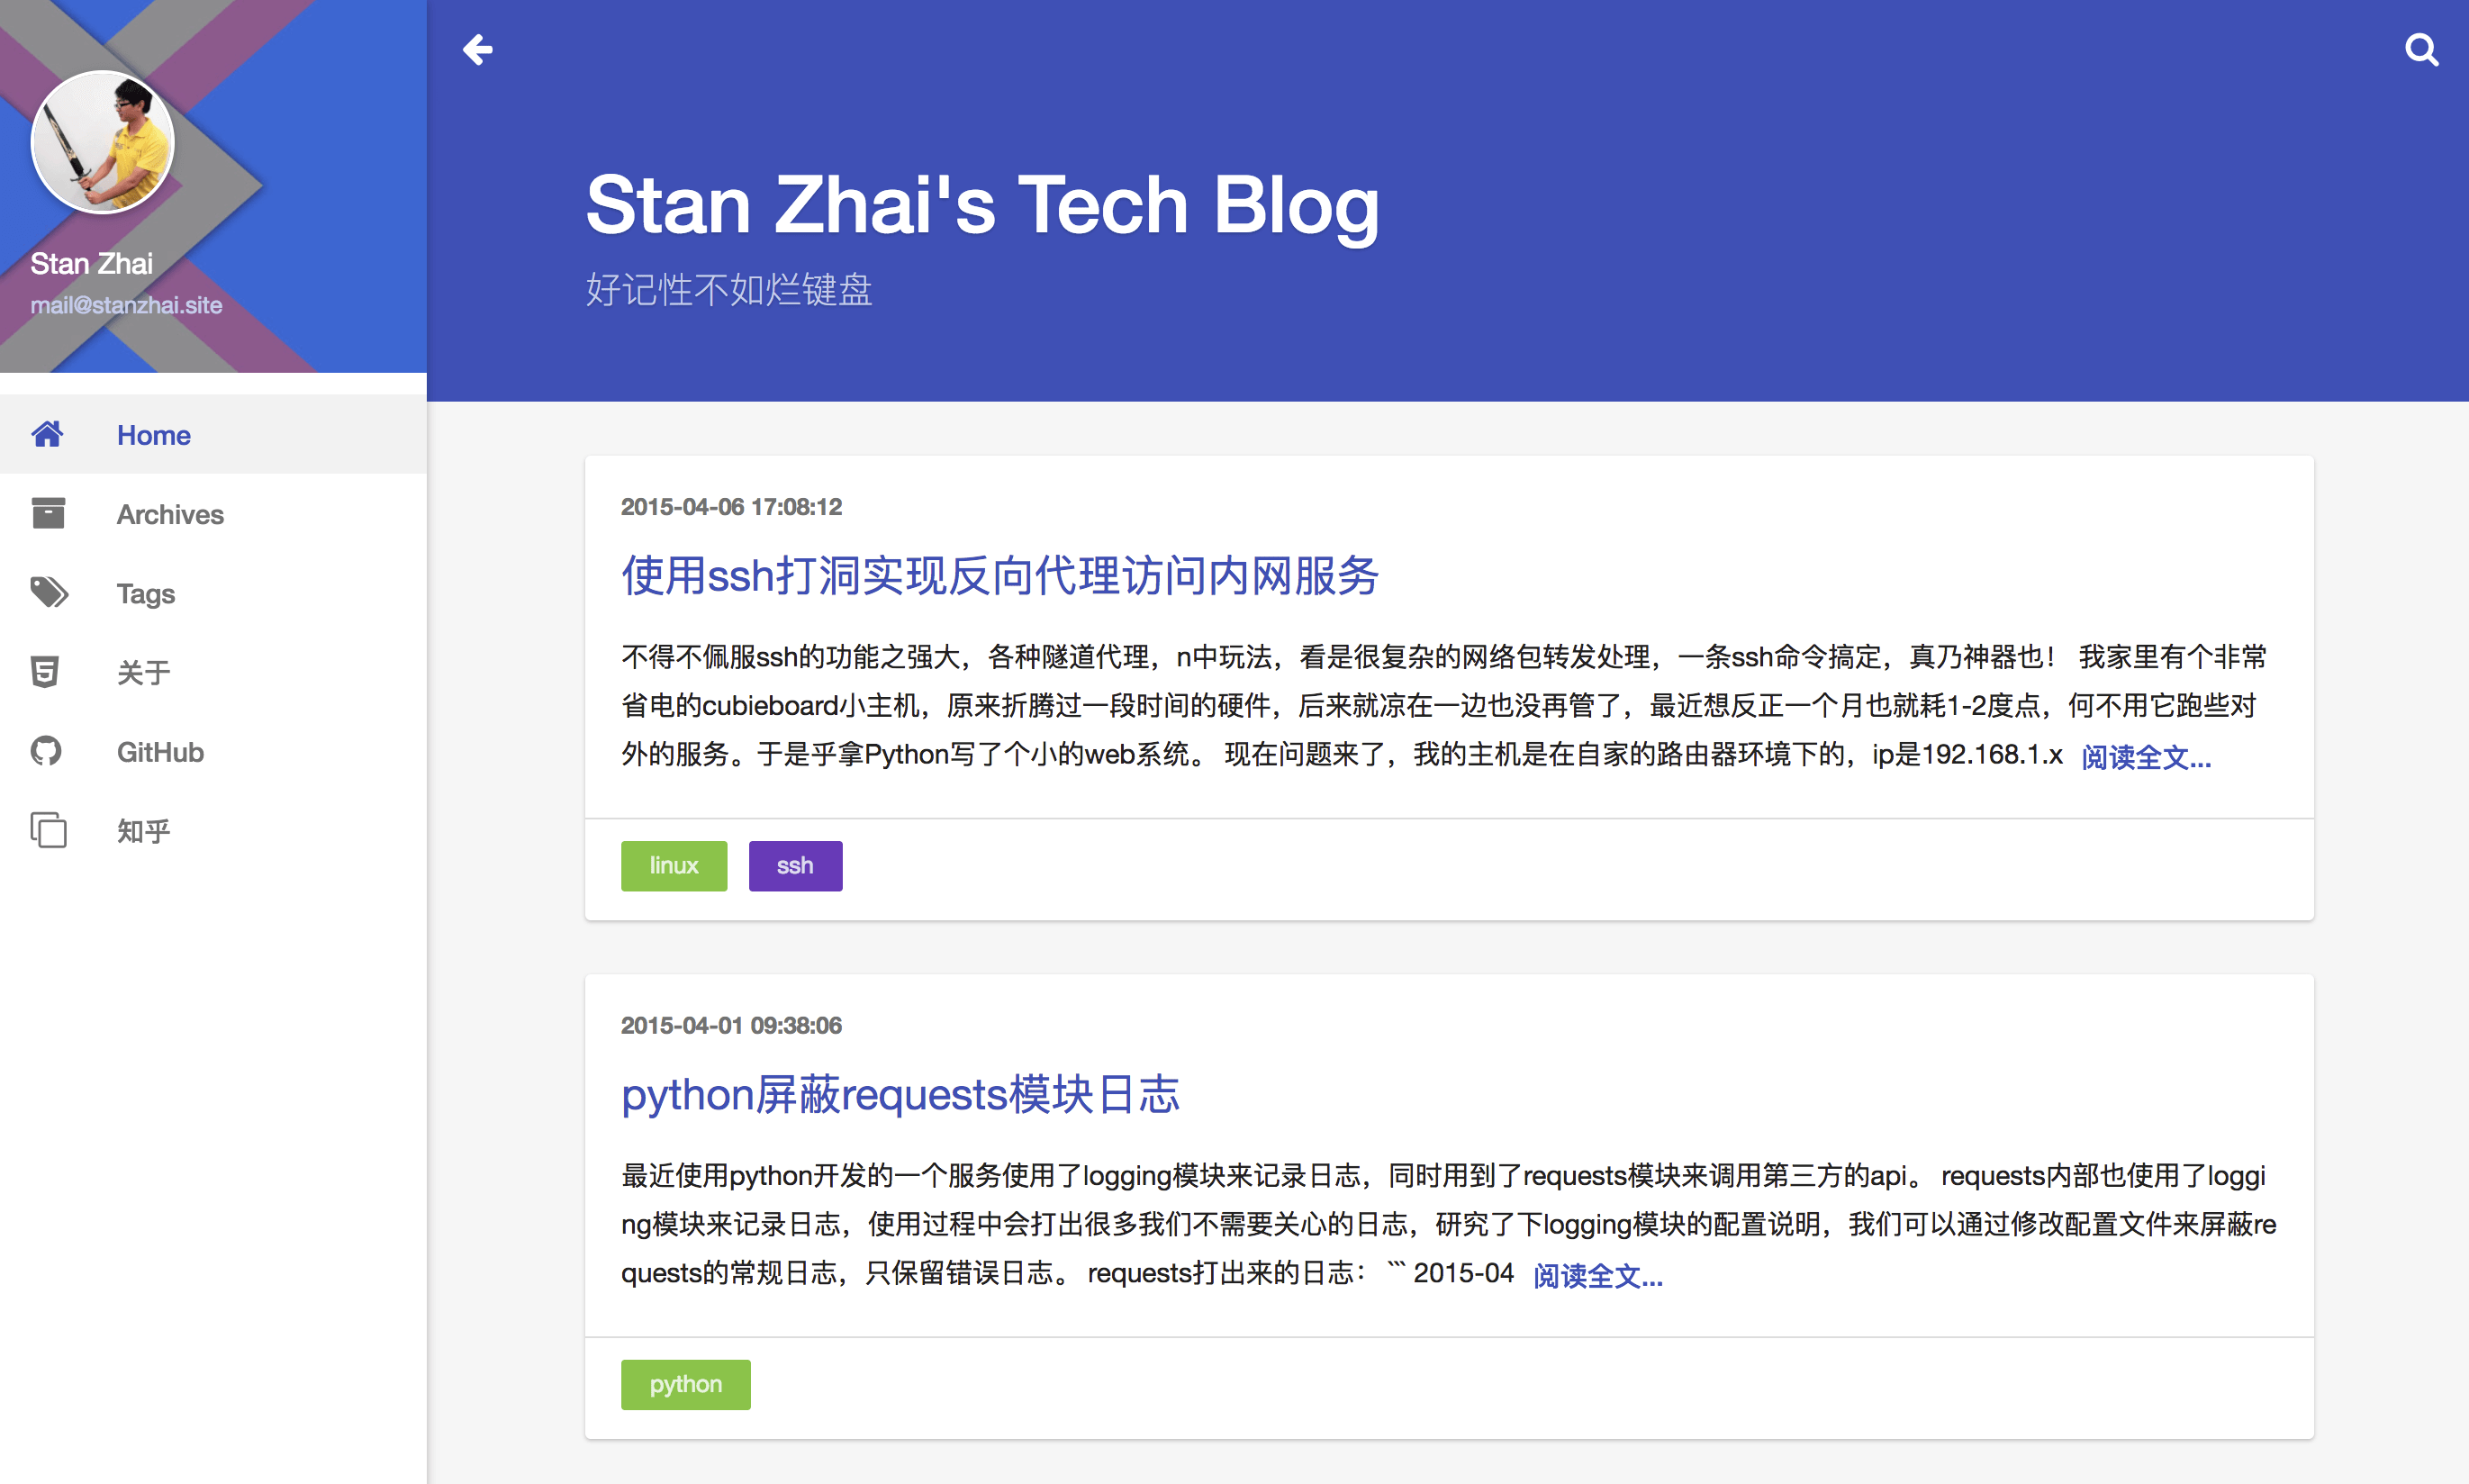 Stan Zhai
mail@stanzhai.site
Home
Archives
Tags
关于
GitHub
知乎
Stan Zhai's Tech Blog
好记性不如烂键盘
2015-04-06 17:08:12
使用ssh打洞实现反向代理访问内网服务
不得不佩服ssh的功能之强大，各种隧道代理，n中玩法，看是很复杂的网络包转发处理，一条ssh命令搞定，真乃神器也！ 我家里有个非常
省电的cubieboard小主机，原来折腾过一段时间的硬件，后来就凉在一边也没再管了，最近想反正一个月也就耗1-2度点，何不用它跑些对
外的服务。于是乎拿Python写了个小的web系统。 现在问题来了，我的主机是在自家的路由器环境下的，ip是192.168.1.x 阅读全文...
linux ssh
2015-04-01 09:38:06
python屏蔽requests模块日志
最近使用python开发的一个服务使用了logging模块来记录日志，同时用到了requests模块来调用第三方的api。 requests内部也使用了loggi
ng模块来记录日志，使用过程中会打出很多我们不需要关心的日志，研究了下logging模块的配置说明，我们可以通过修改配置文件来屏蔽re
quests的常规日志，只保留错误日志。 requests打出来的日志： ``` 2015-04 阅读全文...
python